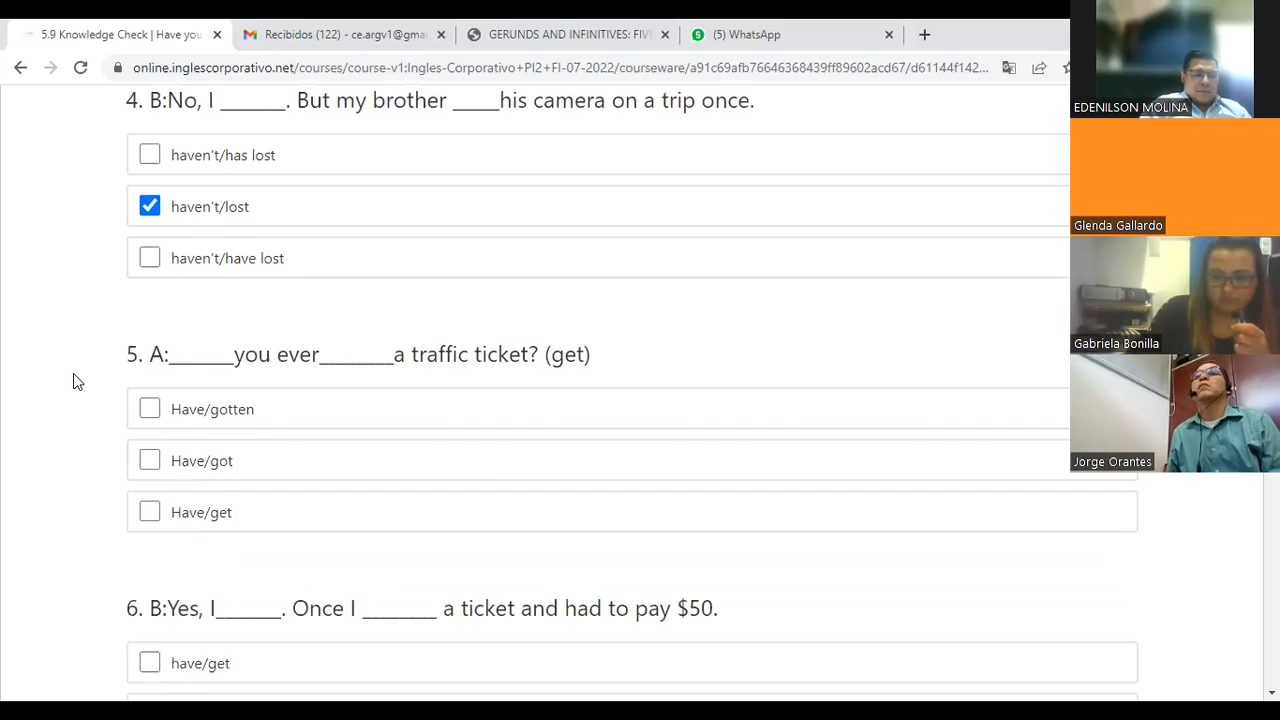 5.9 Knowledge Check | Have you
Recibidos (122) - ce.argv1@gma
GERUNDS AND INFINITIVES: FIV
(5) WhatsApp
online.inglescorporativo.net/courses/course-v1:Ingles-Corporativo+PI2+FI-07-2022/courseware/a91c69afb76646368439ff89602acd67/d61144f142...
4. B:No, I ______. But my brother ____his camera on a trip once.
haven't/has lost
haven't/lost
haven't/have lost
5. A:______you ever_______a traffic ticket? (get)
Have/gotten
Have/got
Have/get
6. B:Yes, I______. Once I _______ a ticket and had to pay $50.
have/get
EDENILSON MOLINA
Glenda Gallardo
Gabriela Bonilla
Jorge Orantes